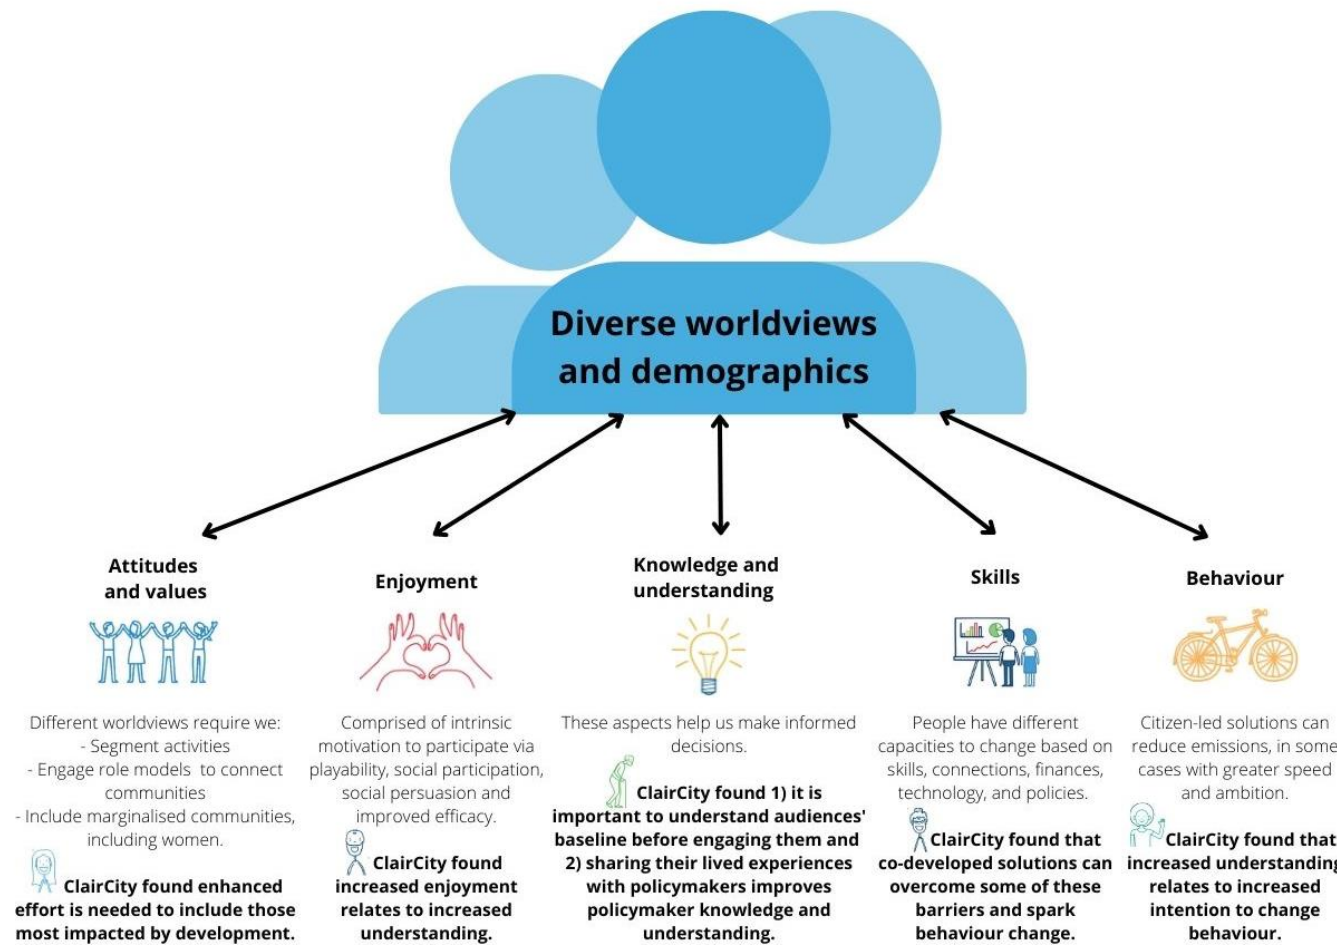 Diverse worldviews
and demographics
Attitudes
and values
Different worldviews require we:
- Segment activities
- Engage role models to connect
communities
- Include marginalised communities,
including women.
ClairCity found enhanced
effort is needed to include those
most impacted by development.
Enjoyment
Comprised of intrinsic
motivation to participate via
playability, social participation,
social persuasion and
improved efficacy.
ClairCity found
increased enjoyment
relates to increased
understanding.
Knowledge and
understanding
These aspects help us make informed
decisions.
ClairCity found 1) it is
important to understand audiences'
baseline before engaging them and
2) sharing their lived experiences
with policymakers improves
policymaker knowledge and
understanding.
Skills
People have different
capacities to change based on
skills, connections, finances,
technology, and policies.
ClairCity found that
co-developed solutions can
overcome some of these
barriers and spark
behaviour change.
Behaviour
Citizen-led solutions can
reduce emissions, in some
cases with greater speed
and ambition.
ClairCity found that
increased understanding
relates to increased
intention to change
behaviour.